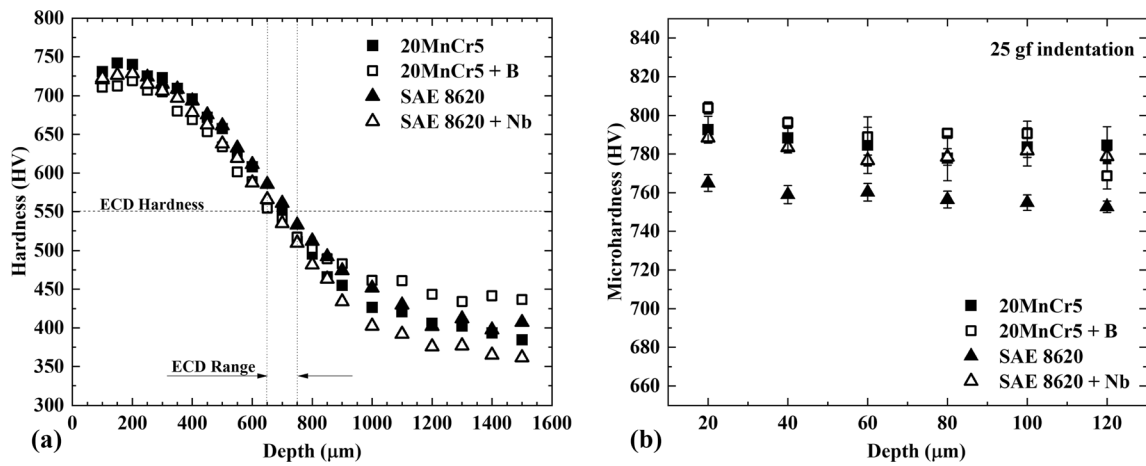 800
750
700
650
600
550
500
450
400
350
300
Hardness (HV)
20MnCr5
20MnCr5 + B
SAE 8620
SAE 8620 + Nb
ECD Hardness
ECD Range
0 200 400 600 800 1000 1200 1400 1600
Depth (μm)
(a)
840
820
800
780
760
740
720
700
680
660
Microhardness (HV)
25 gf indentation
20MnCr5
20MnCr5 + B
SAE 8620
SAE 8620 + Nb
20 40 60 80 100 120
Depth (μm)
(b)